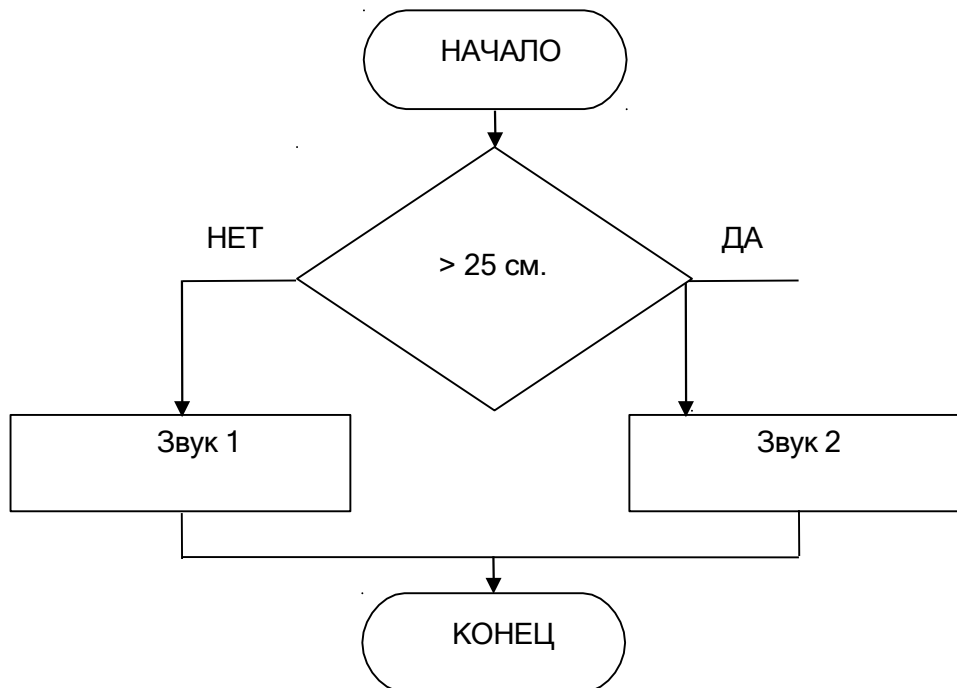 НАЧАЛО
НЕТ
ДА
> 25 см.
Звук 1
Звук 2
КОНЕЦ